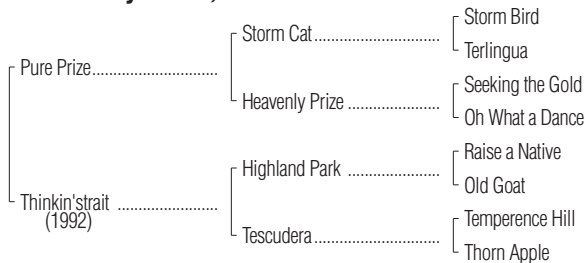 Storm Bird
Storm Cat
Terlingua
Pure Prize
Seeking the Gold
Heavenly Prize
Oh What a Dance
Raise a Native
Highland Park
Old Goat
Thinkin'strait
(1992)
Temperence Hill
Tescudera
Thorn Apple